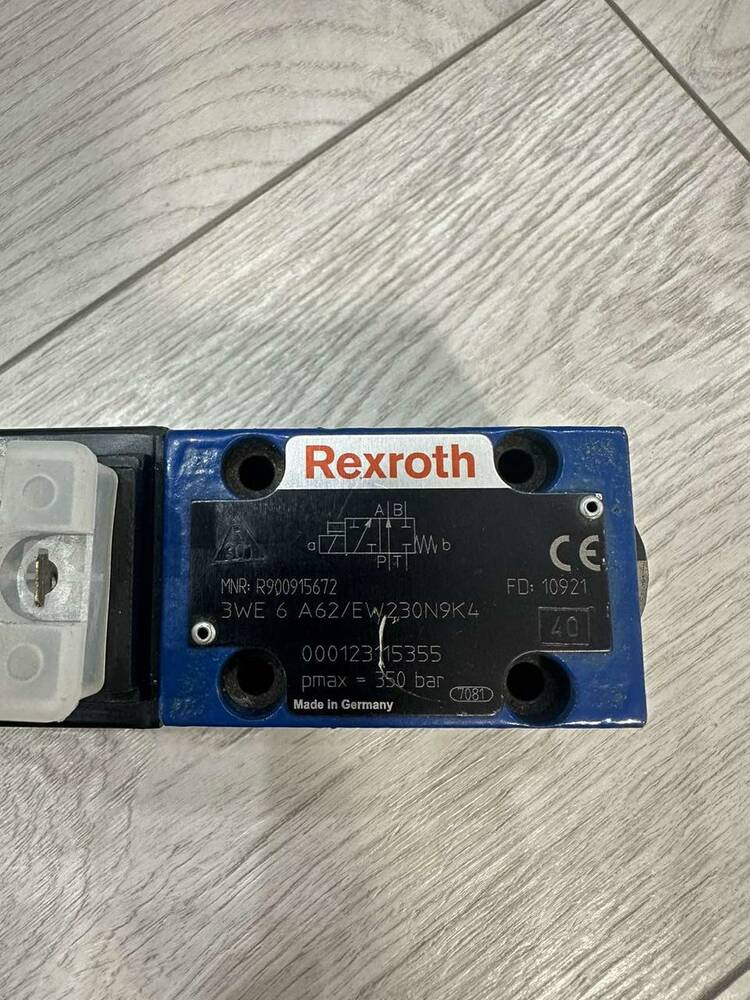 Rexroth
A B
a b
P T
CE
MNR: R900915672
FD: 10921
3WE 6 A62/EW230N9K4
40
000123115355
pmax = 350 bar
7081
Made in Germany